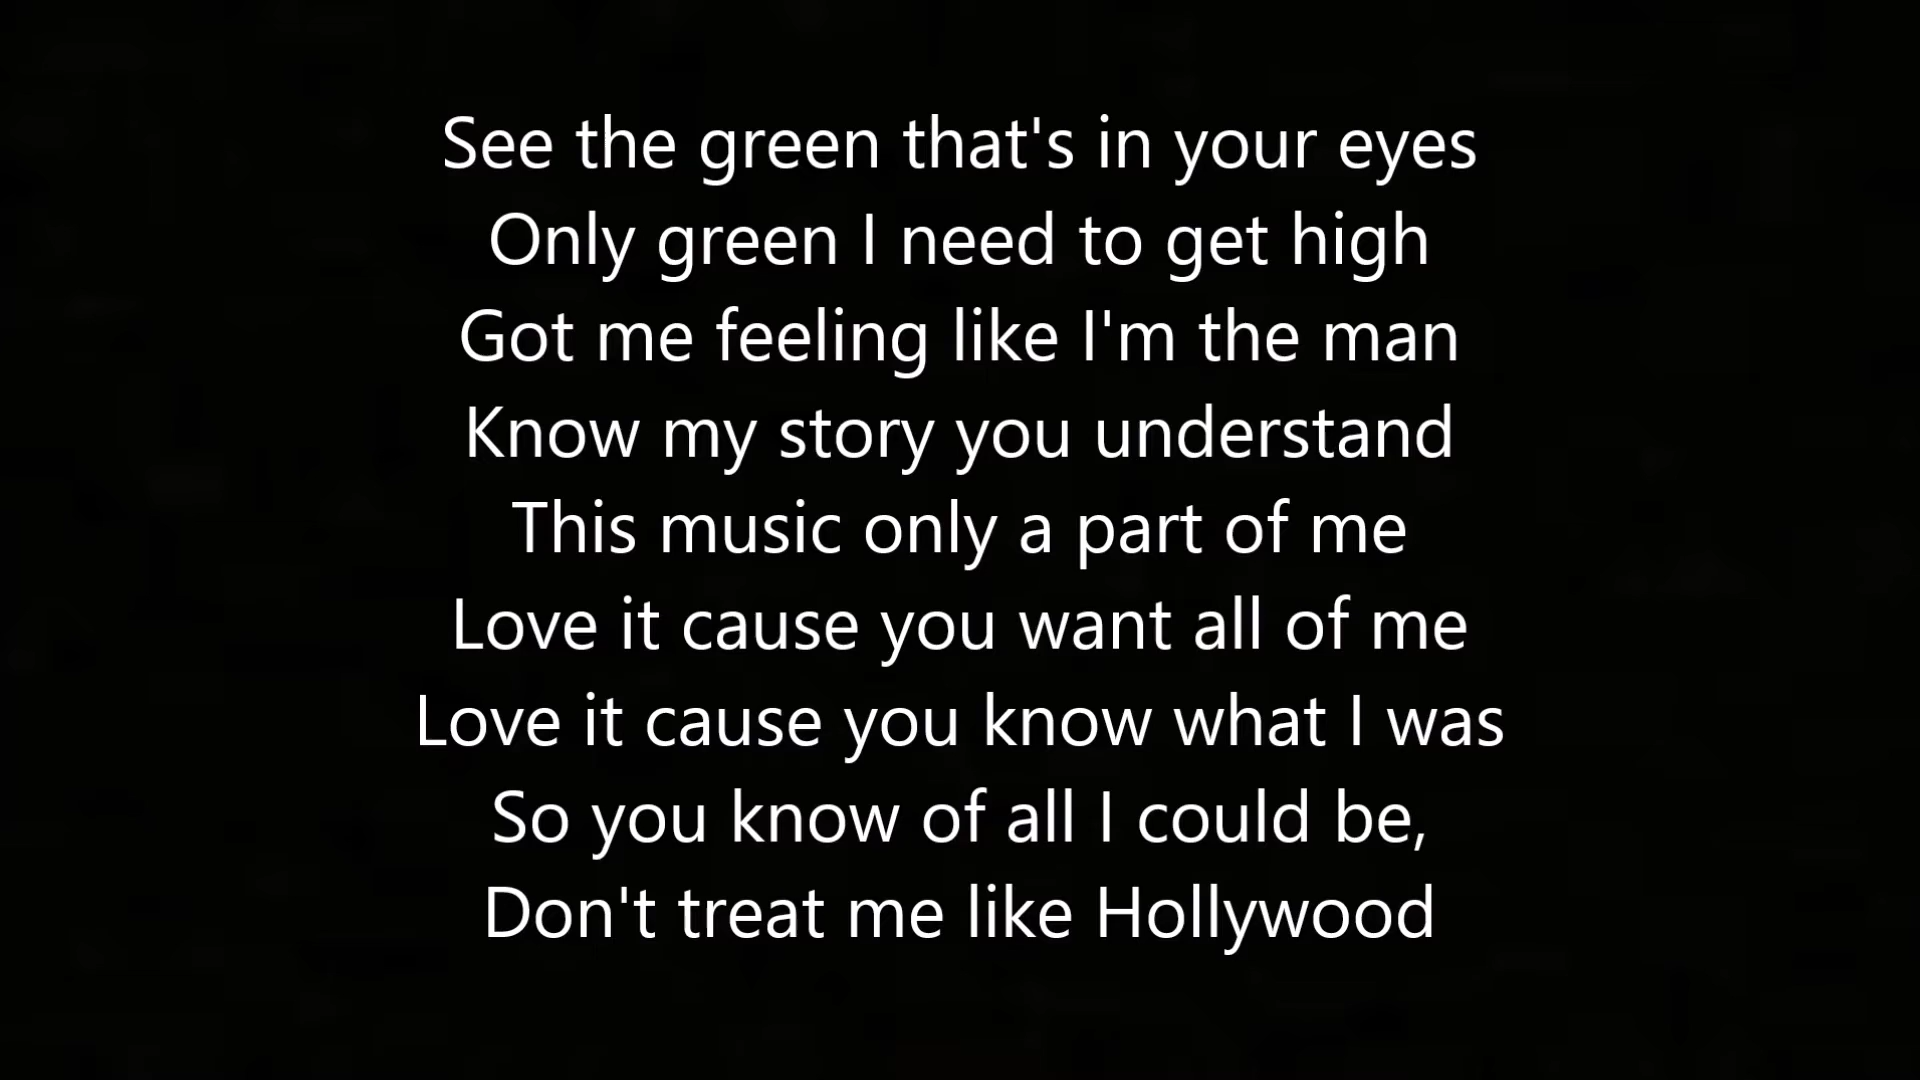 See the green that's in your eyes
Only green I need to get high
Got me feeling like I'm the man
Know my story you understand
This music only a part of me
Love it cause you want all of me
Love it cause you know what I was
So you know of all I could be,
Don't treat me like Hollywood